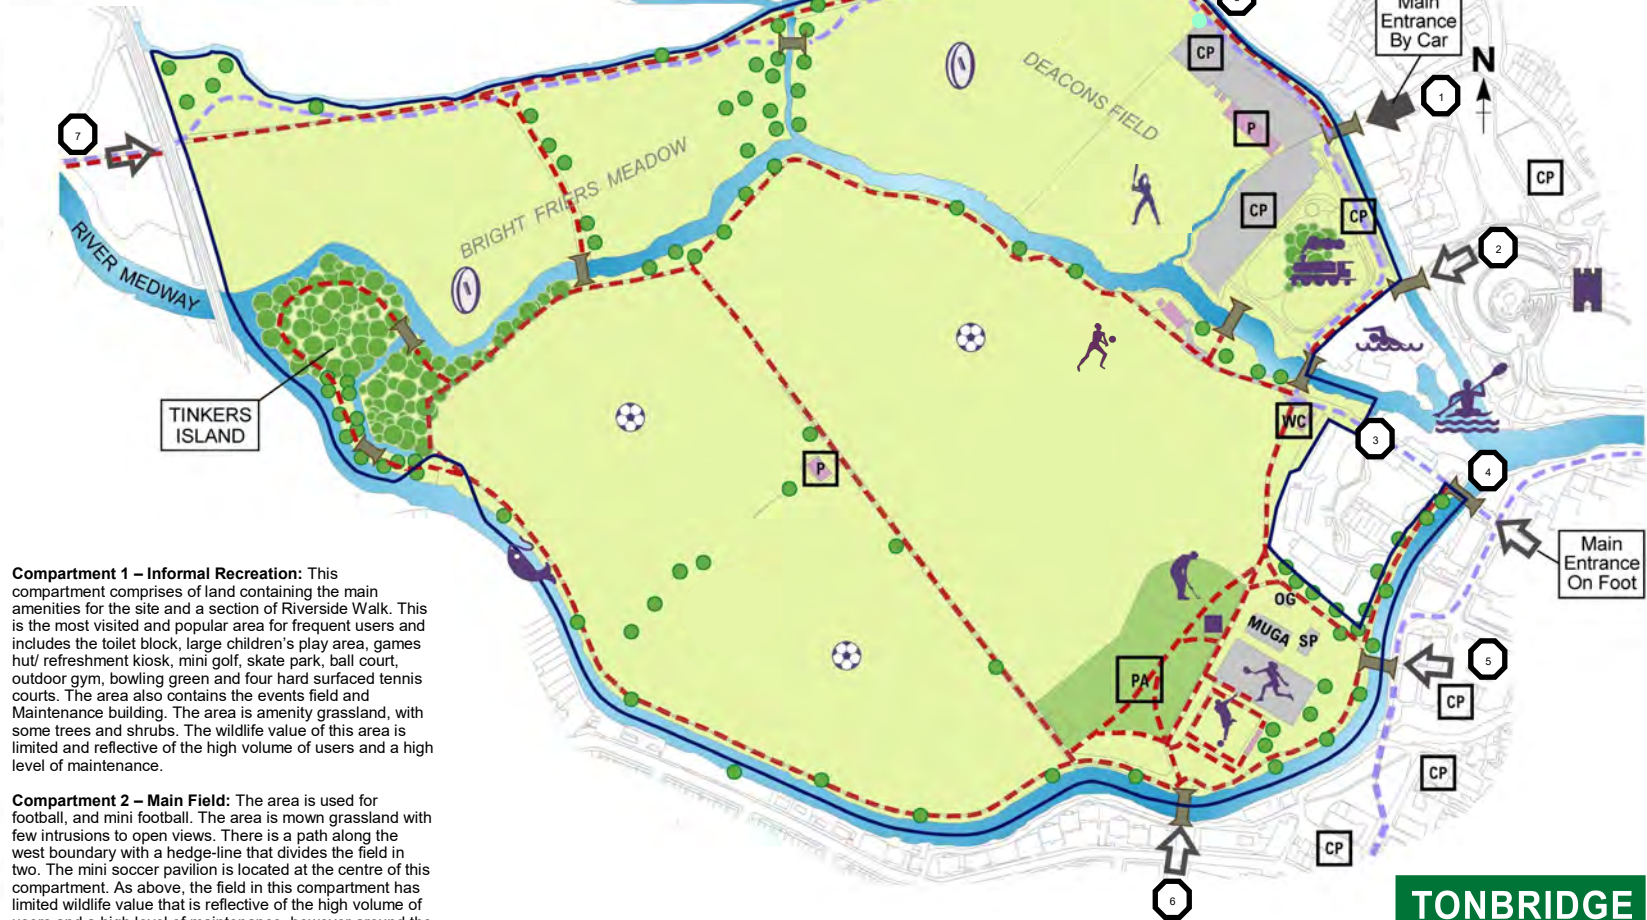 Main
Entrance
By Car
N
CP
1
DEACONS FIELD
7
P
CP
BRIGHT FRIERS MEADOW
CP
CP
2
RIVER MEDWAY
TINKERS
ISLAND
WC
3
P
4
Main
Entrance
On Foot
Compartment 1 – Informal Recreation: This
compartment comprises of land containing the main
amenities for the site and a section of Riverside Walk. This
is the most visited and popular area for frequent users and
includes the toilet block, large children's play area, games
hut/ refreshment kiosk, mini golf, skate park, ball court,
outdoor gym, bowling green and four hard surfaced tennis
courts. The area also contains the events field and
Maintenance building. The area is amenity grassland, with
some trees and shrubs. The wildlife value of this area is
limited and reflective of the high volume of users and a high
level of maintenance.
OG
MUGA SP
PA
5
CP
CP
CP
6
Compartment 2 – Main Field: The area is used for
football, and mini football. The area is mown grassland with
few intrusions to open views. There is a path along the
west boundary with a hedge-line that divides the field in
two. The mini soccer pavilion is located at the centre of this
compartment. As above, the field in this compartment has
limited wildlife value that is reflective of the high volume of
users and a high level of maintenance, however around the
TONBRIDGE